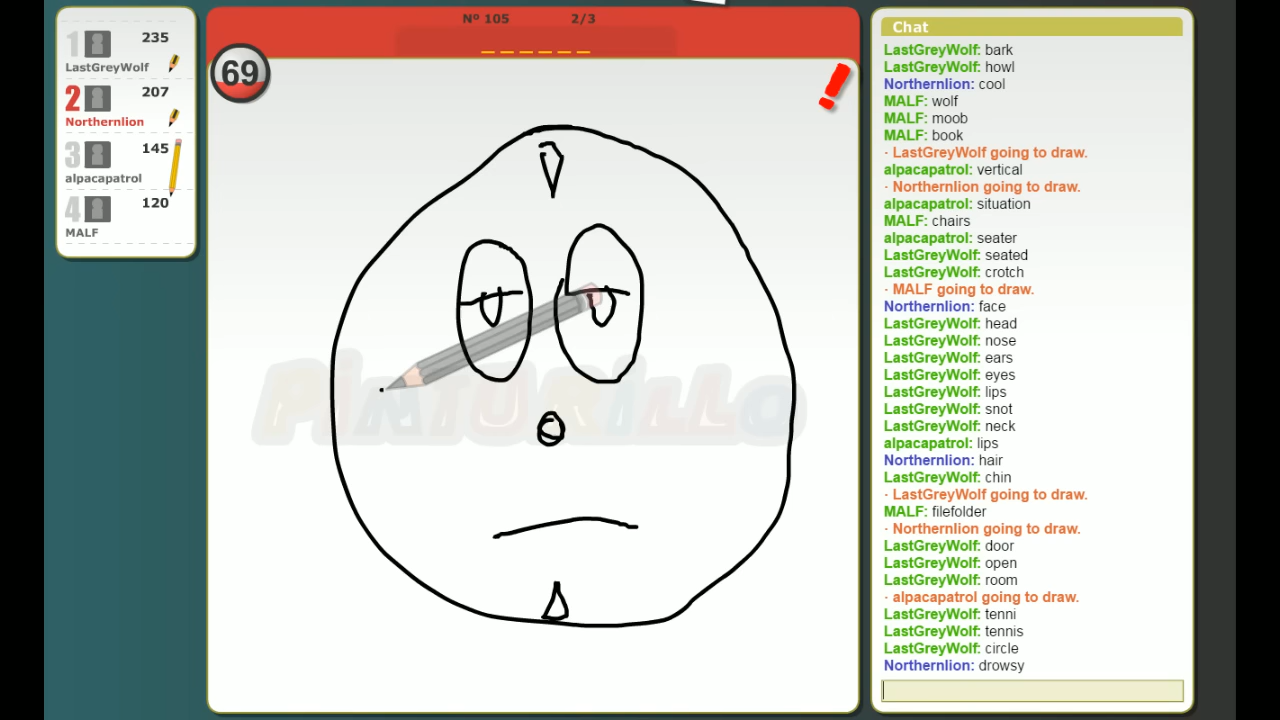 1 235
LastGreyWolf
2 207
Northernlion
3 145
alpacapatrol
4 120
MALF
Nº 105 2/3
_ _ _ _ _ _
69
!
PINTURILLO
Chat
LastGreyWolf: bark
LastGreyWolf: howl
Northernlion: cool
MALF: wolf
MALF: moob
MALF: book
· LastGreyWolf going to draw.
alpacapatrol: vertical
· Northernlion going to draw.
alpacapatrol: situation
MALF: chairs
alpacapatrol: seater
LastGreyWolf: seated
LastGreyWolf: crotch
· MALF going to draw.
Northernlion: face
LastGreyWolf: head
LastGreyWolf: nose
LastGreyWolf: ears
LastGreyWolf: eyes
LastGreyWolf: lips
LastGreyWolf: snot
LastGreyWolf: neck
alpacapatrol: lips
Northernlion: hair
LastGreyWolf: chin
· LastGreyWolf going to draw.
MALF: filefolder
· Northernlion going to draw.
LastGreyWolf: door
LastGreyWolf: open
LastGreyWolf: room
· alpacapatrol going to draw.
LastGreyWolf: tenni
LastGreyWolf: tennis
LastGreyWolf: circle
Northernlion: drowsy